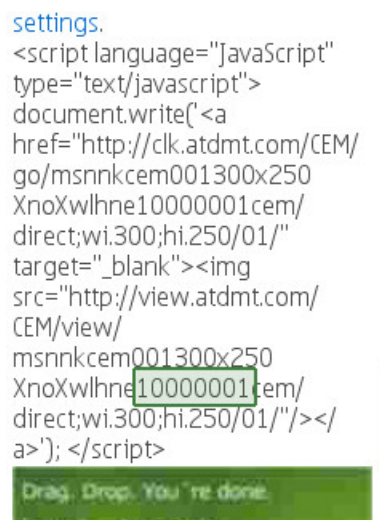 settings.
<script language="JavaScript"
type="text/javascript">
document.write('<a
href="http://clk.atdmt.com/CEM/
go/msnnkcem001300x250
XnoXwlhne10000001cem/
direct;wi.300;hi.250/01/"
target="_blank"><img
src="http://view.atdmt.com/
CEM/view/
msnnkcem001300x250
XnoXwlhne10000001cem/
direct;wi.300;hi.250/01/"/></
a>'); </script>
Drag. Drop. You´re done.